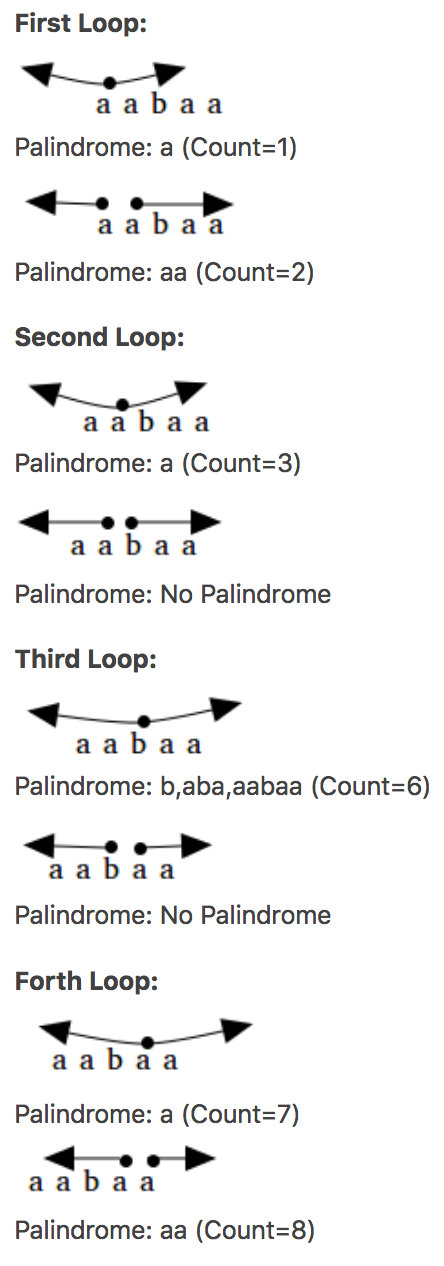 First Loop:
a a b a a
Palindrome: a (Count=1)
a a b a a
Palindrome: aa (Count=2)
Second Loop:
a a b a a
Palindrome: a (Count=3)
a a b a a
Palindrome: No Palindrome
Third Loop:
a a b a a
Palindrome: b,aba,aabaa (Count=6)
a a b a a
Palindrome: No Palindrome
Forth Loop:
a a b a a
Palindrome: a (Count=7)
a a b a a
Palindrome: aa (Count=8)